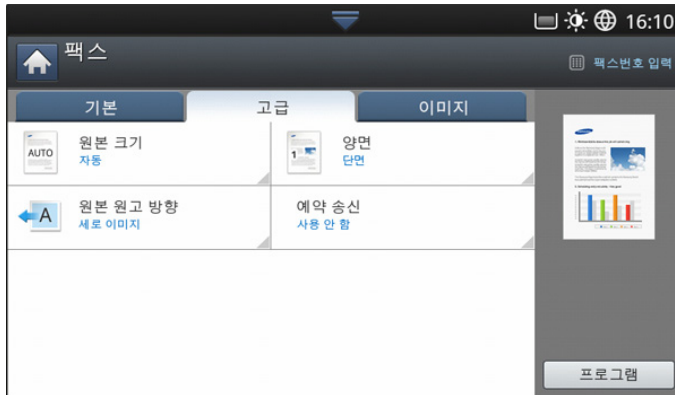 16:10
팩스
팩스번호 입력
기본
고급
이미지
AUTO
원본 크기
자동
1
양면
단면
A
원본 원고 방향
세로 이미지
예약 송신
사용 안 함
프로그램